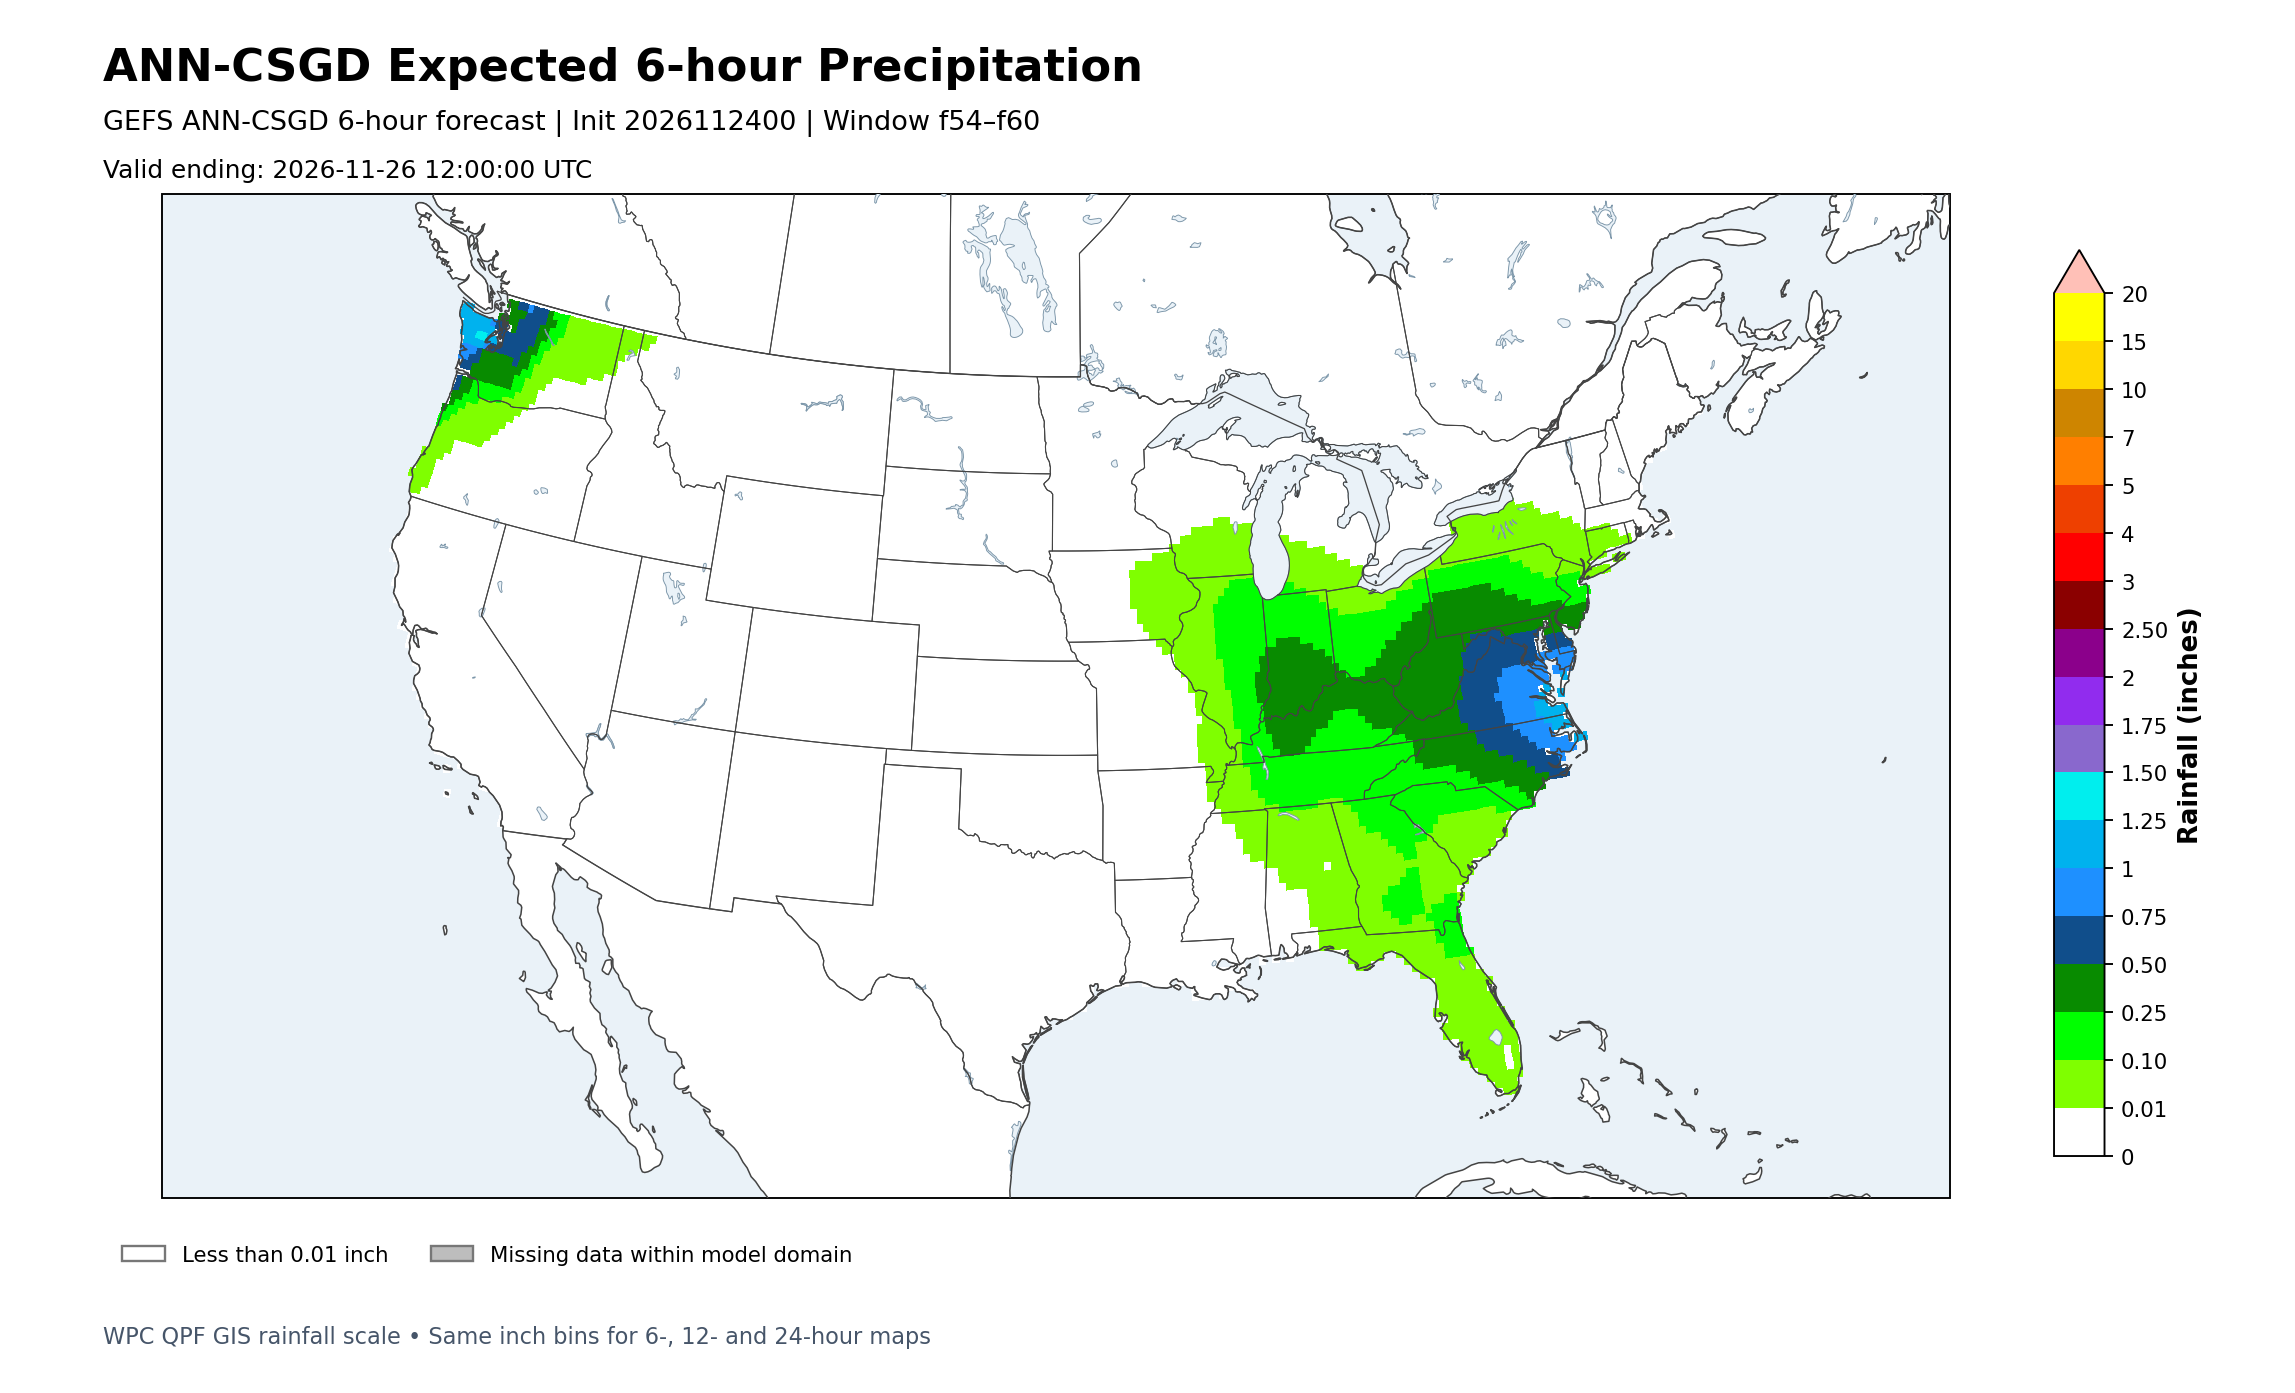 ANN-CSGD Expected 6-hour Precipitation
GEFS ANN-CSGD 6-hour forecast | Init 2026112400 | Window f54–f60
Valid ending: 2026-11-26 12:00:00 UTC
20
15
10
7
5
4
3
2.50
2
1.75
1.50
1.25
1
0.75
0.50
0.25
0.10
0.01
0
Rainfall (inches)
Less than 0.01 inch
Missing data within model domain
WPC QPF GIS rainfall scale • Same inch bins for 6-, 12- and 24-hour maps